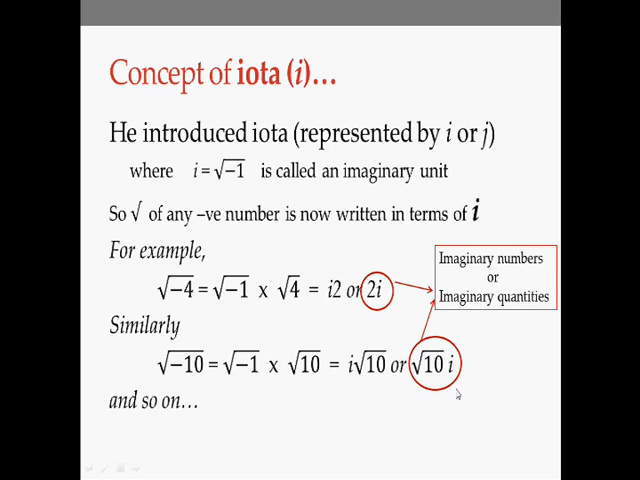 Concept of iota (i)...
He introduced iota (represented by i or j)
where i = √−1 is called an imaginary unit
So √ of any –ve number is now written in terms of i
For example,
√−4 = √−1 x √4 = i2 or 2i
Imaginary numbers
or
Imaginary quantities
Similarly
√−10 = √−1 x √10 = i√10 or √10 i
and so on...